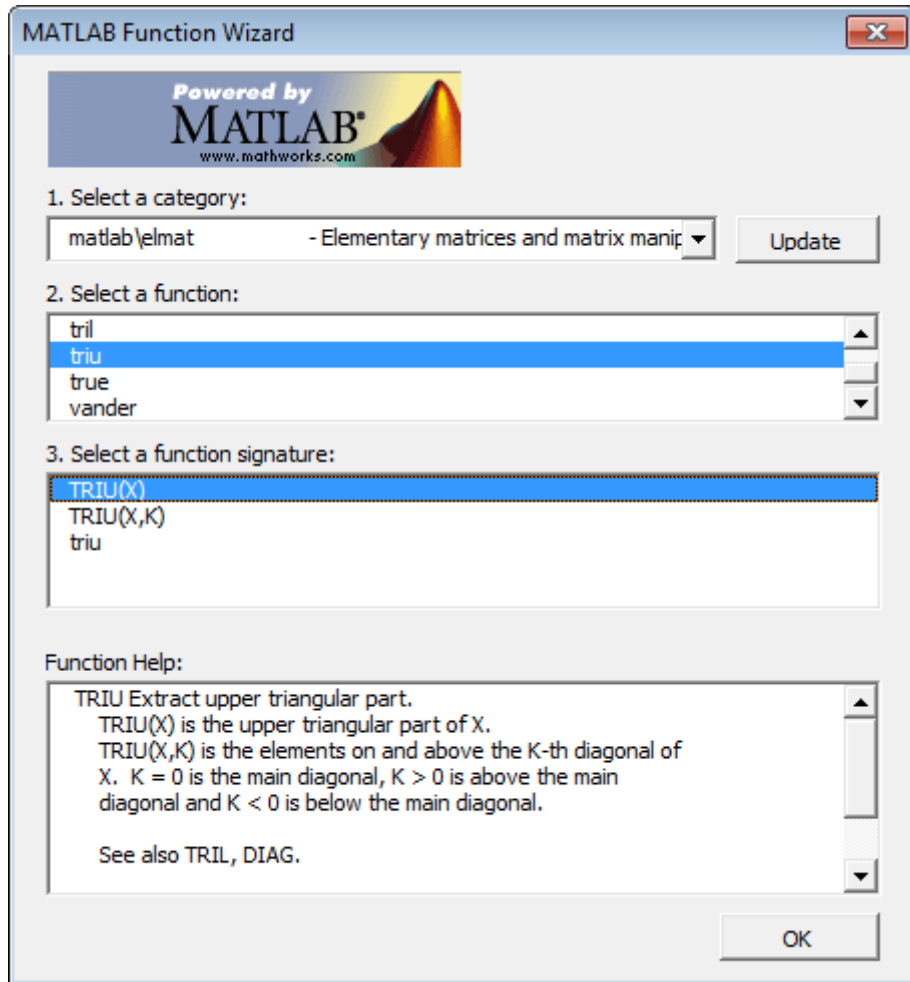 MATLAB Function Wizard
Powered by
MATLAB®
www.mathworks.com
1. Select a category:
matlab\elmat - Elementary matrices and matrix manip
Update
2. Select a function:
tril
triu
true
vander
3. Select a function signature:
TRIU(X)
TRIU(X,K)
triu
Function Help:
TRIU Extract upper triangular part.
TRIU(X) is the upper triangular part of X.
TRIU(X,K) is the elements on and above the K-th diagonal of
X. K = 0 is the main diagonal, K > 0 is above the main
diagonal and K < 0 is below the main diagonal.
See also TRIL, DIAG.
OK